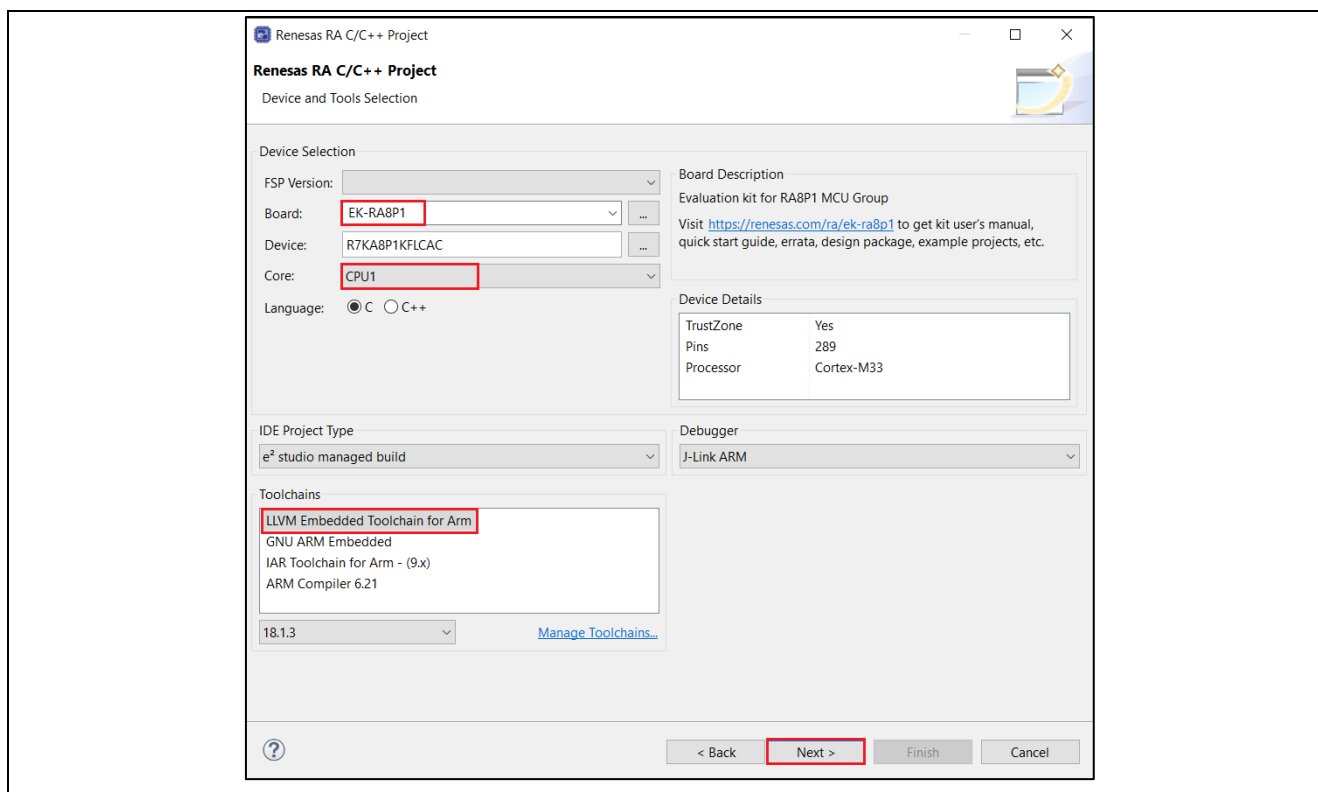 Renesas RA C/C++ Project
Renesas RA C/C++ Project
Device and Tools Selection
Device Selection
FSP Version:
Board: EK-RA8P1 ...
Device: R7KA8P1KFLCAC ...
Core: CPU1
Language: C C++
Board Description
Evaluation kit for RA8P1 MCU Group
Visit https://renesas.com/ra/ek-ra8p1 to get kit user's manual,
quick start guide, errata, design package, example projects, etc.
Device Details
TrustZone Yes
Pins 289
Processor Cortex-M33
IDE Project Type
e² studio managed build
Debugger
J-Link ARM
Toolchains
LLVM Embedded Toolchain for Arm
GNU ARM Embedded
IAR Toolchain for Arm - (9.x)
ARM Compiler 6.21
18.1.3 Manage Toolchains...
? < Back Next > Finish Cancel